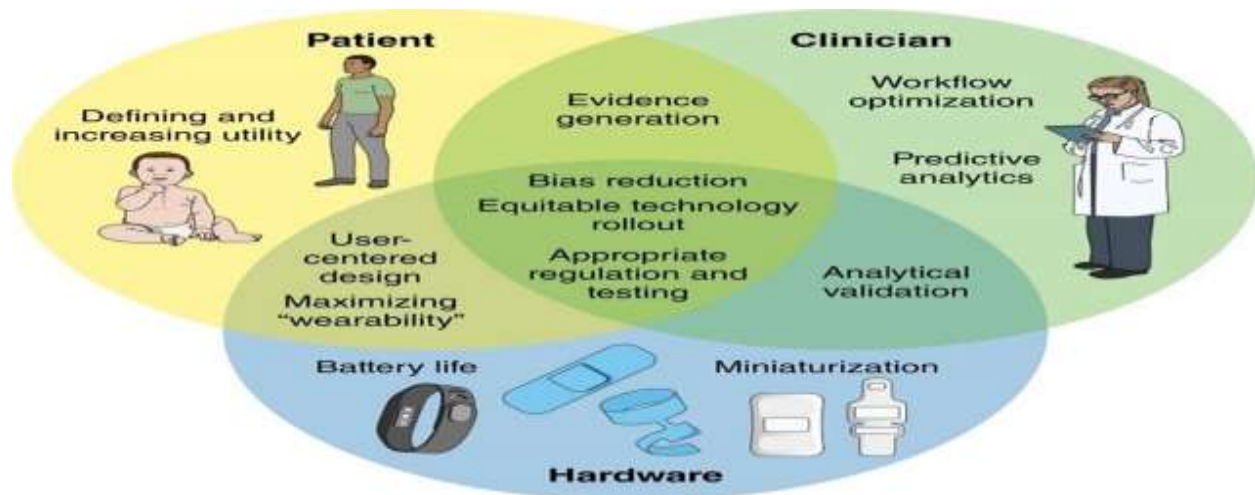 Patient
Clinician
Defining and
increasing utility
Evidence
generation
Workflow
optimization
Predictive
analytics
Bias reduction
Equitable technology
rollout
Appropriate
regulation and
testing
User-
centered
design
Maximizing
“wearability”
Analytical
validation
Battery life
Miniaturization
Hardware